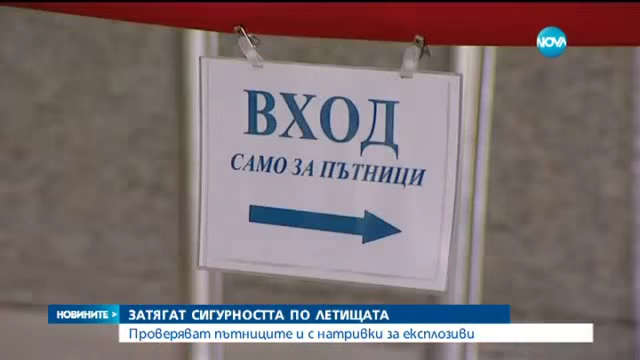 NOVA
ВХОД
САМО ЗА ПЪТНИЦИ
НОВИНИТЕ
ЗАТЯГАТ СИГУРНОСТТА ПО ЛЕТИЩАТА
Проверяват пътниците и с натривки за експлозиви